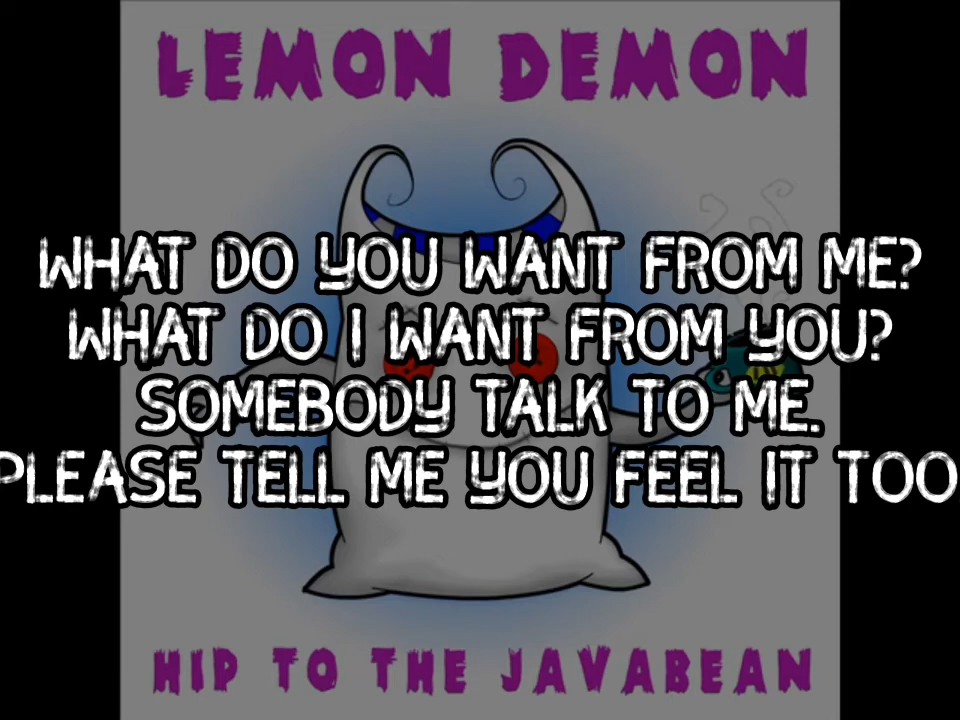 LEMON DEMON
WHAT DO YOU WANT FROM ME?
WHAT DO I WANT FROM YOU?
SOMEBODY TALK TO ME.
PLEASE TELL ME YOU FEEL IT TOO
HIP TO THE JAVABEAN